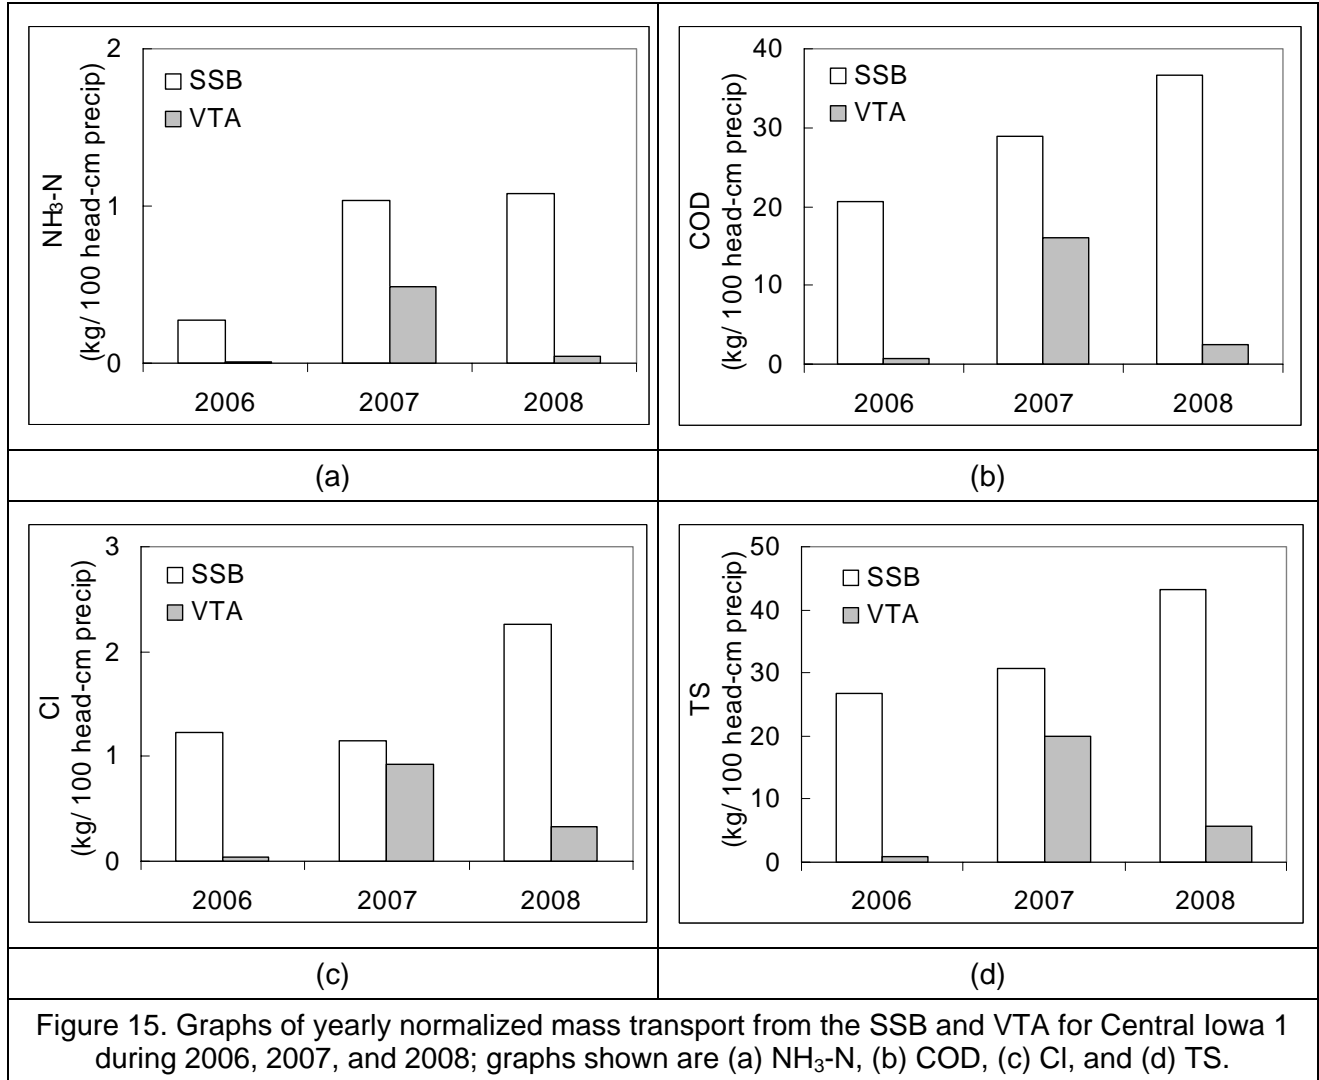 2
1
0
NH₃-N
(kg/ 100 head-cm precip)
SSB
VTA
2006 2007 2008
40
30
20
10
0
COD
(kg/ 100 head-cm precip)
SSB
VTA
2006 2007 2008
(a)
(b)
3
2
1
0
Cl
(kg/ 100 head-cm precip)
SSB
VTA
2006 2007 2008
50
40
30
20
10
0
TS
(kg/ 100 head-cm precip)
SSB
VTA
2006 2007 2008
(c)
(d)
Figure 15. Graphs of yearly normalized mass transport from the SSB and VTA for Central Iowa 1
during 2006, 2007, and 2008; graphs shown are (a) NH₃-N, (b) COD, (c) Cl, and (d) TS.